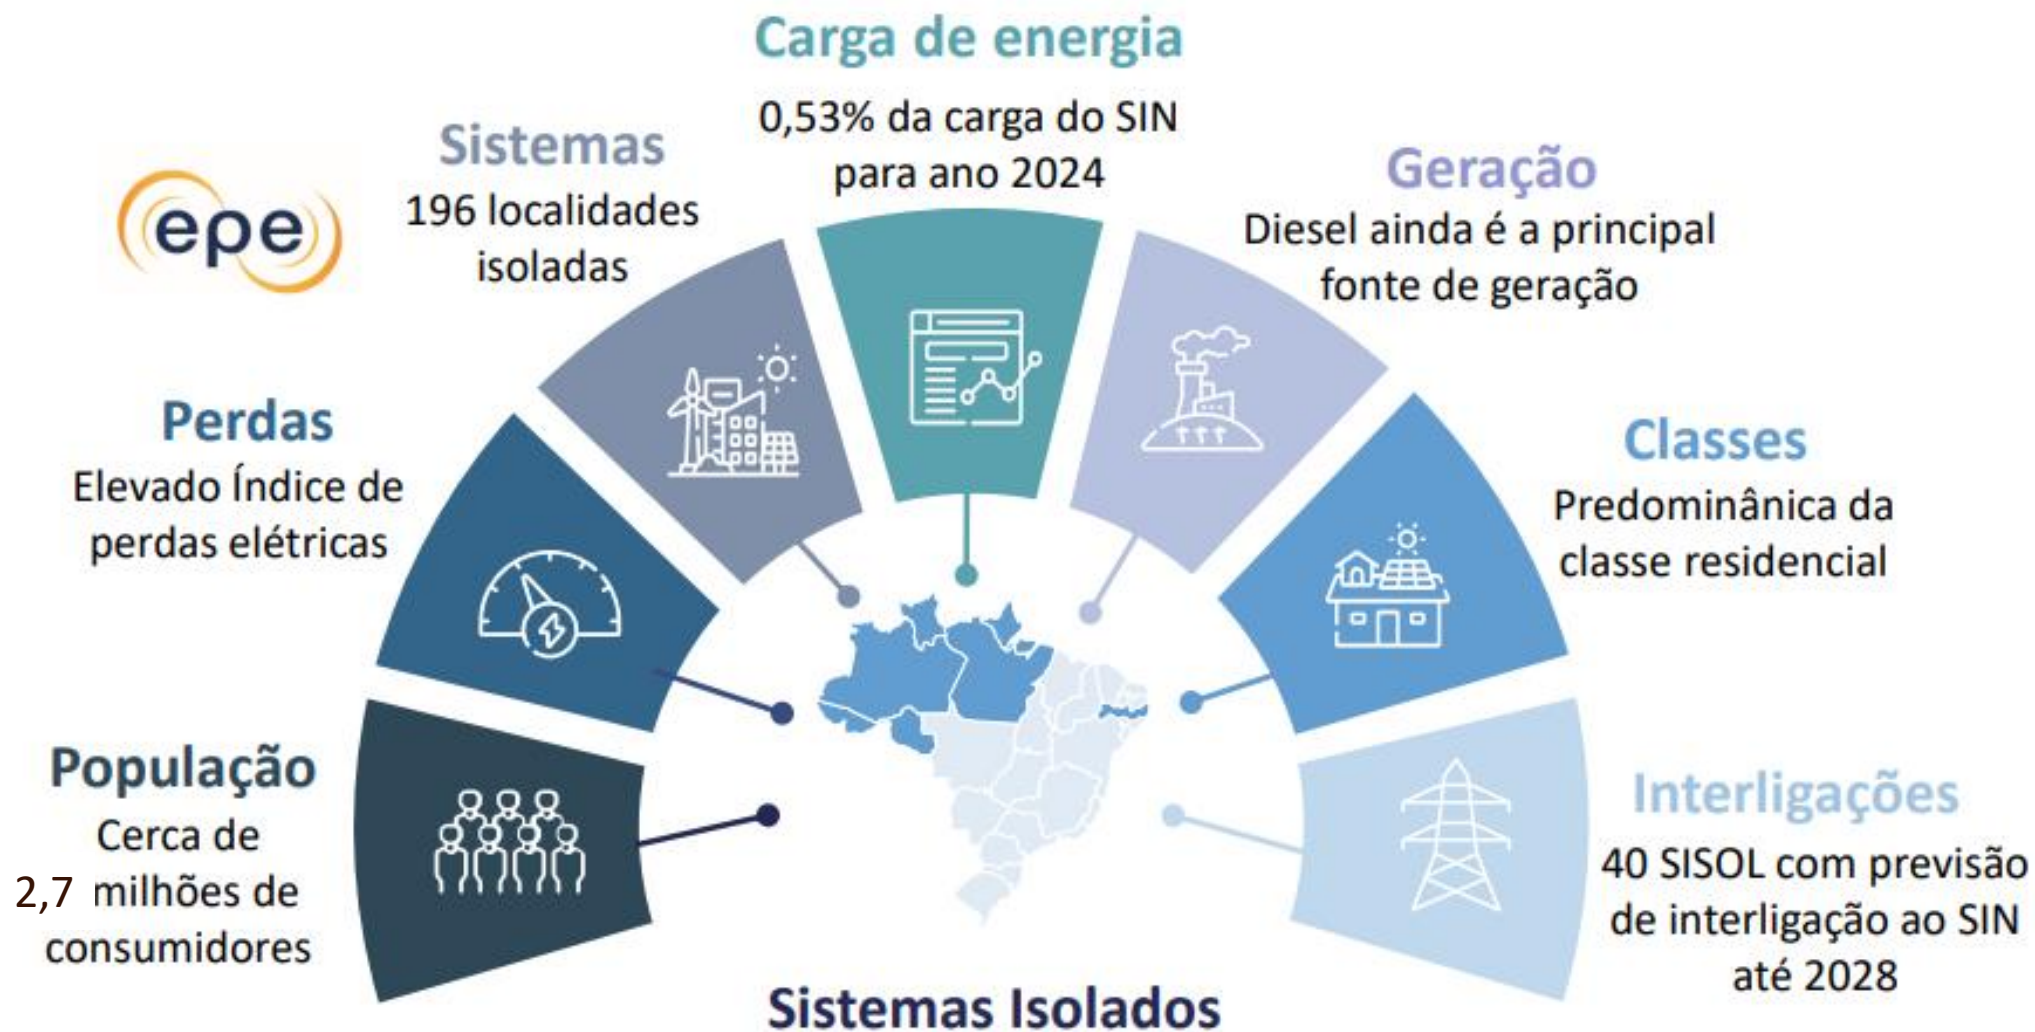 Carga de energia
0,53% da carga do SIN
para ano 2024
epe
Sistemas
196 localidades
isoladas
Geração
Diesel ainda é a principal
fonte de geração
Perdas
Elevado Índice de
perdas elétricas
Classes
Predominânica da
classe residencial
População
Cerca de
2,7 milhões de
consumidores
Interligações
40 SISOL com previsão
de interligação ao SIN
até 2028
Sistemas Isolados